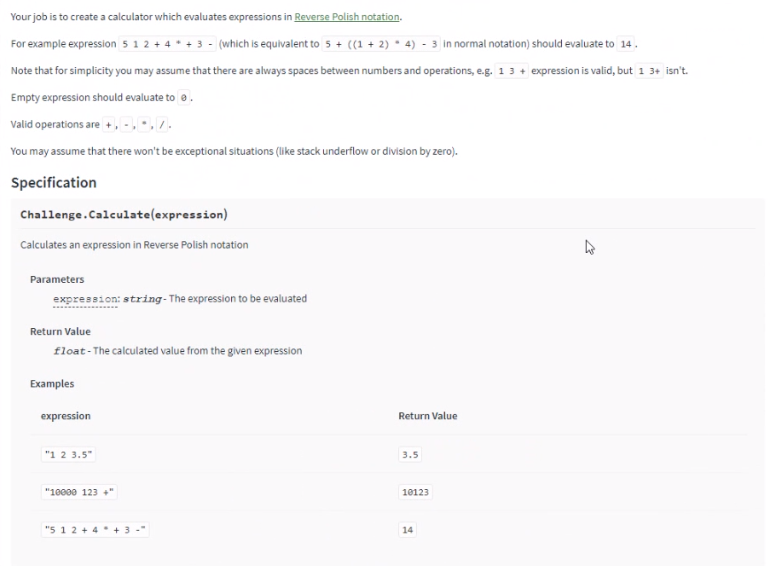 Your job is to create a calculator which evaluates expressions in Reverse Polish notation.
For example expression 5 1 2 + 4 * + 3 - (which is equivalent to 5 + ((1 + 2) * 4) - 3 in normal notation) should evaluate to 14 .
Note that for simplicity you may assume that there are always spaces between numbers and operations, e.g. 1 3 + expression is valid, but 1 3+ isn't.
Empty expression should evaluate to 0 .
Valid operations are + , - , * , / .
You may assume that there won't be exceptional situations (like stack underflow or division by zero).
Specification
Challenge.Calculate(expression)
Calculates an expression in Reverse Polish notation
Parameters
expression: string - The expression to be evaluated
Return Value
float - The calculated value from the given expression
Examples
expression Return Value
"1 2 3.5" 3.5
"10000 123 +" 10123
"5 1 2 + 4 * + 3 -" 14